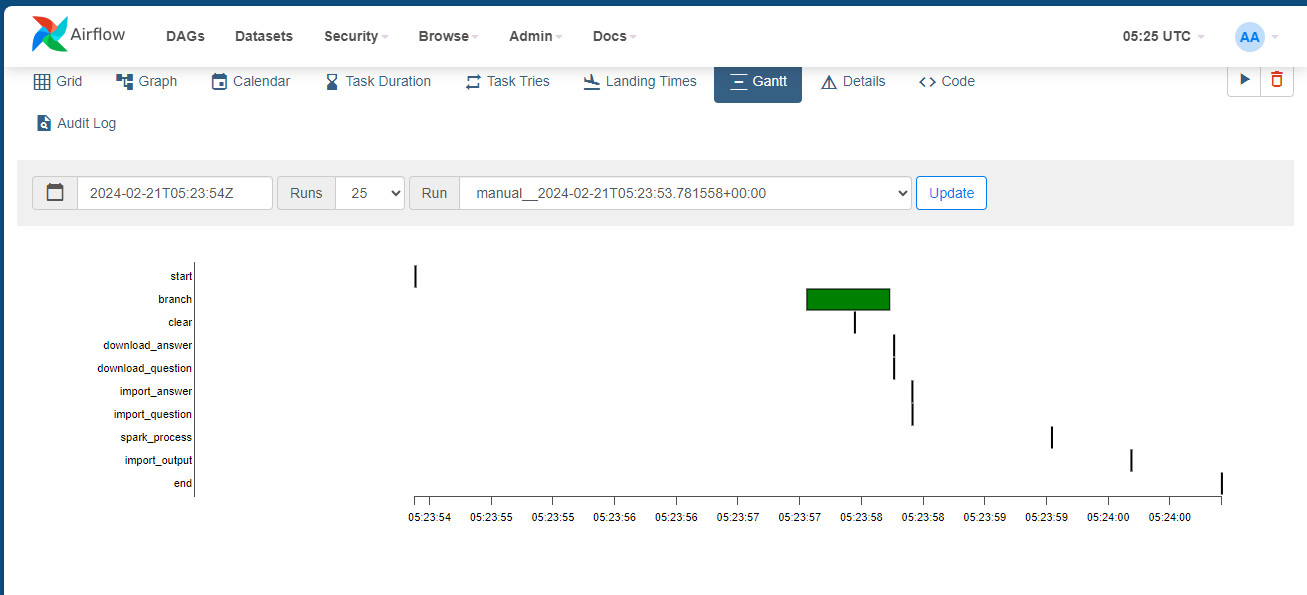 Airflow DAGs Datasets Security Browse Admin Docs 05:25 UTC AA
Grid Graph Calendar Task Duration Task Tries Landing Times Gantt Details Code
Audit Log
2024-02-21T05:23:54Z Runs 25 Run manual__2024-02-21T05:23:53.781558+00:00 Update
start
branch
clear
download_answer
download_question
import_answer
import_question
spark_process
import_output
end
05:23:54 05:23:55 05:23:55 05:23:56 05:23:56 05:23:57 05:23:57 05:23:58 05:23:58 05:23:59 05:23:59 05:24:00 05:24:00